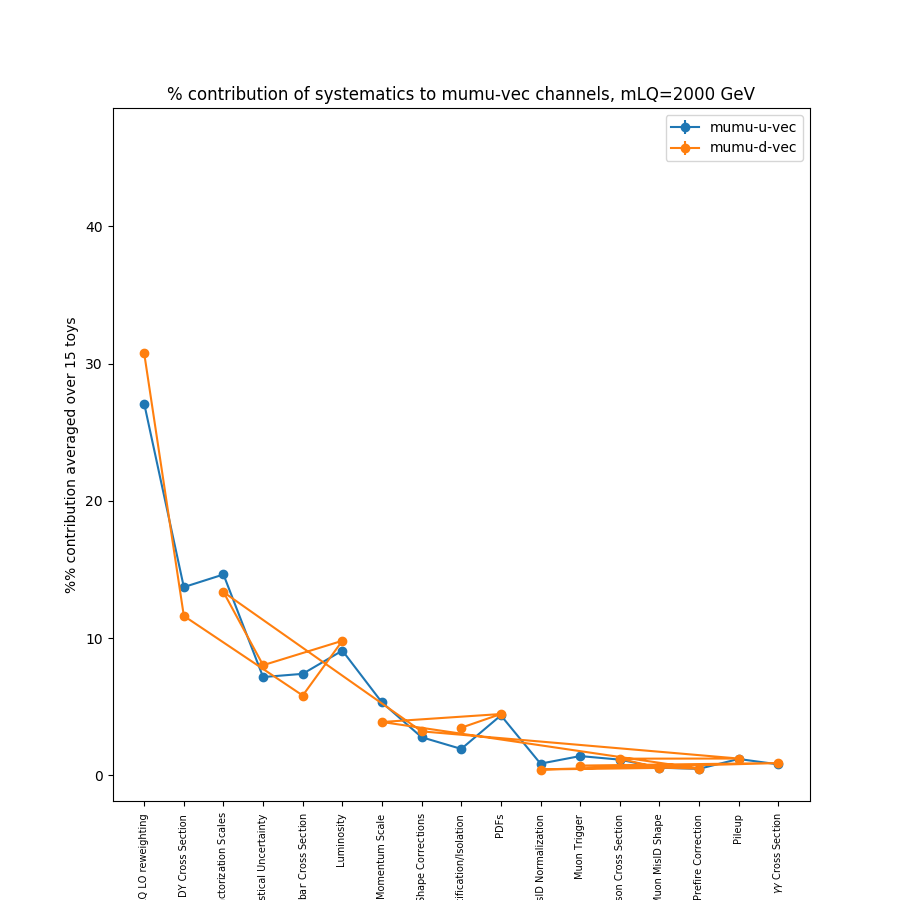 % contribution of systematics to mumu-vec channels, mLQ=2000 GeV
mumu-u-vec
mumu-d-vec
%% contribution averaged over 15 toys
40
30
20
10
0
Q LO reweighting
DY Cross Section
ctorization Scales
stical Uncertainty
bar Cross Section
Luminosity
Momentum Scale
Shape Corrections
tification/Isolation
PDFs
sID Normalization
Muon Trigger
son Cross Section
Muon MisID Shape
Prefire Correction
Pileup
γγ Cross Section